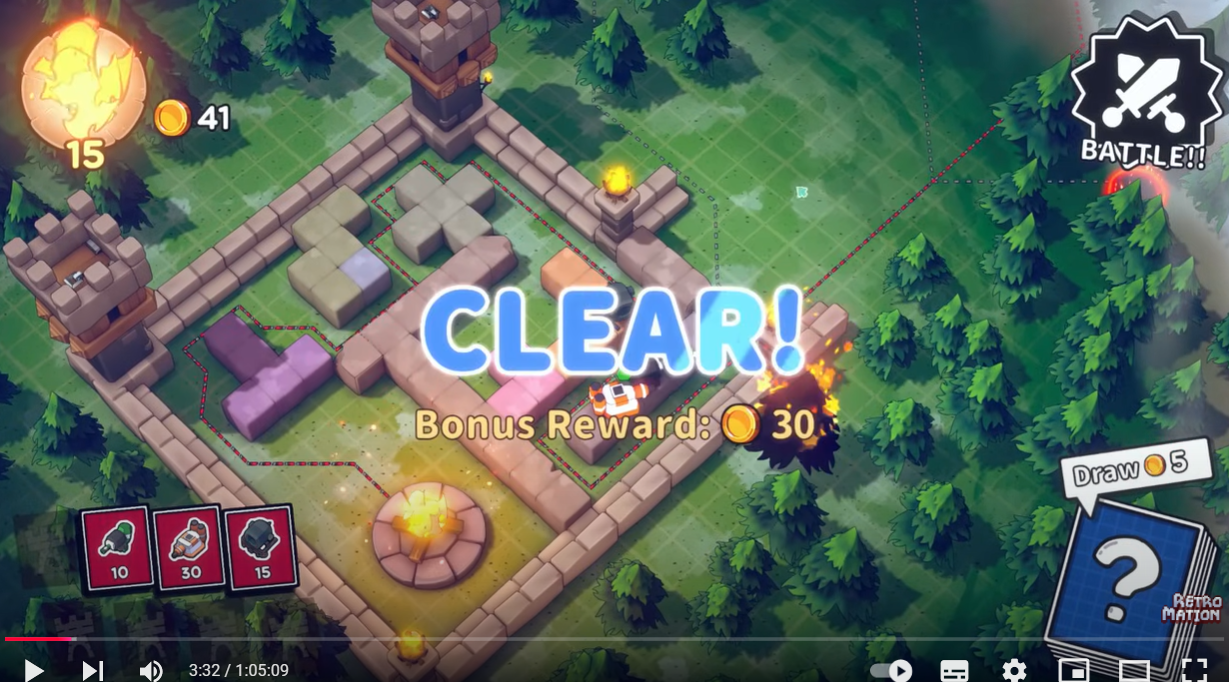 41
15
BATTLE!!
CLEAR!
Bonus Reward: 30
Draw 5
?
10
30
15
RETRO
MATION
3:32 / 1:05:09